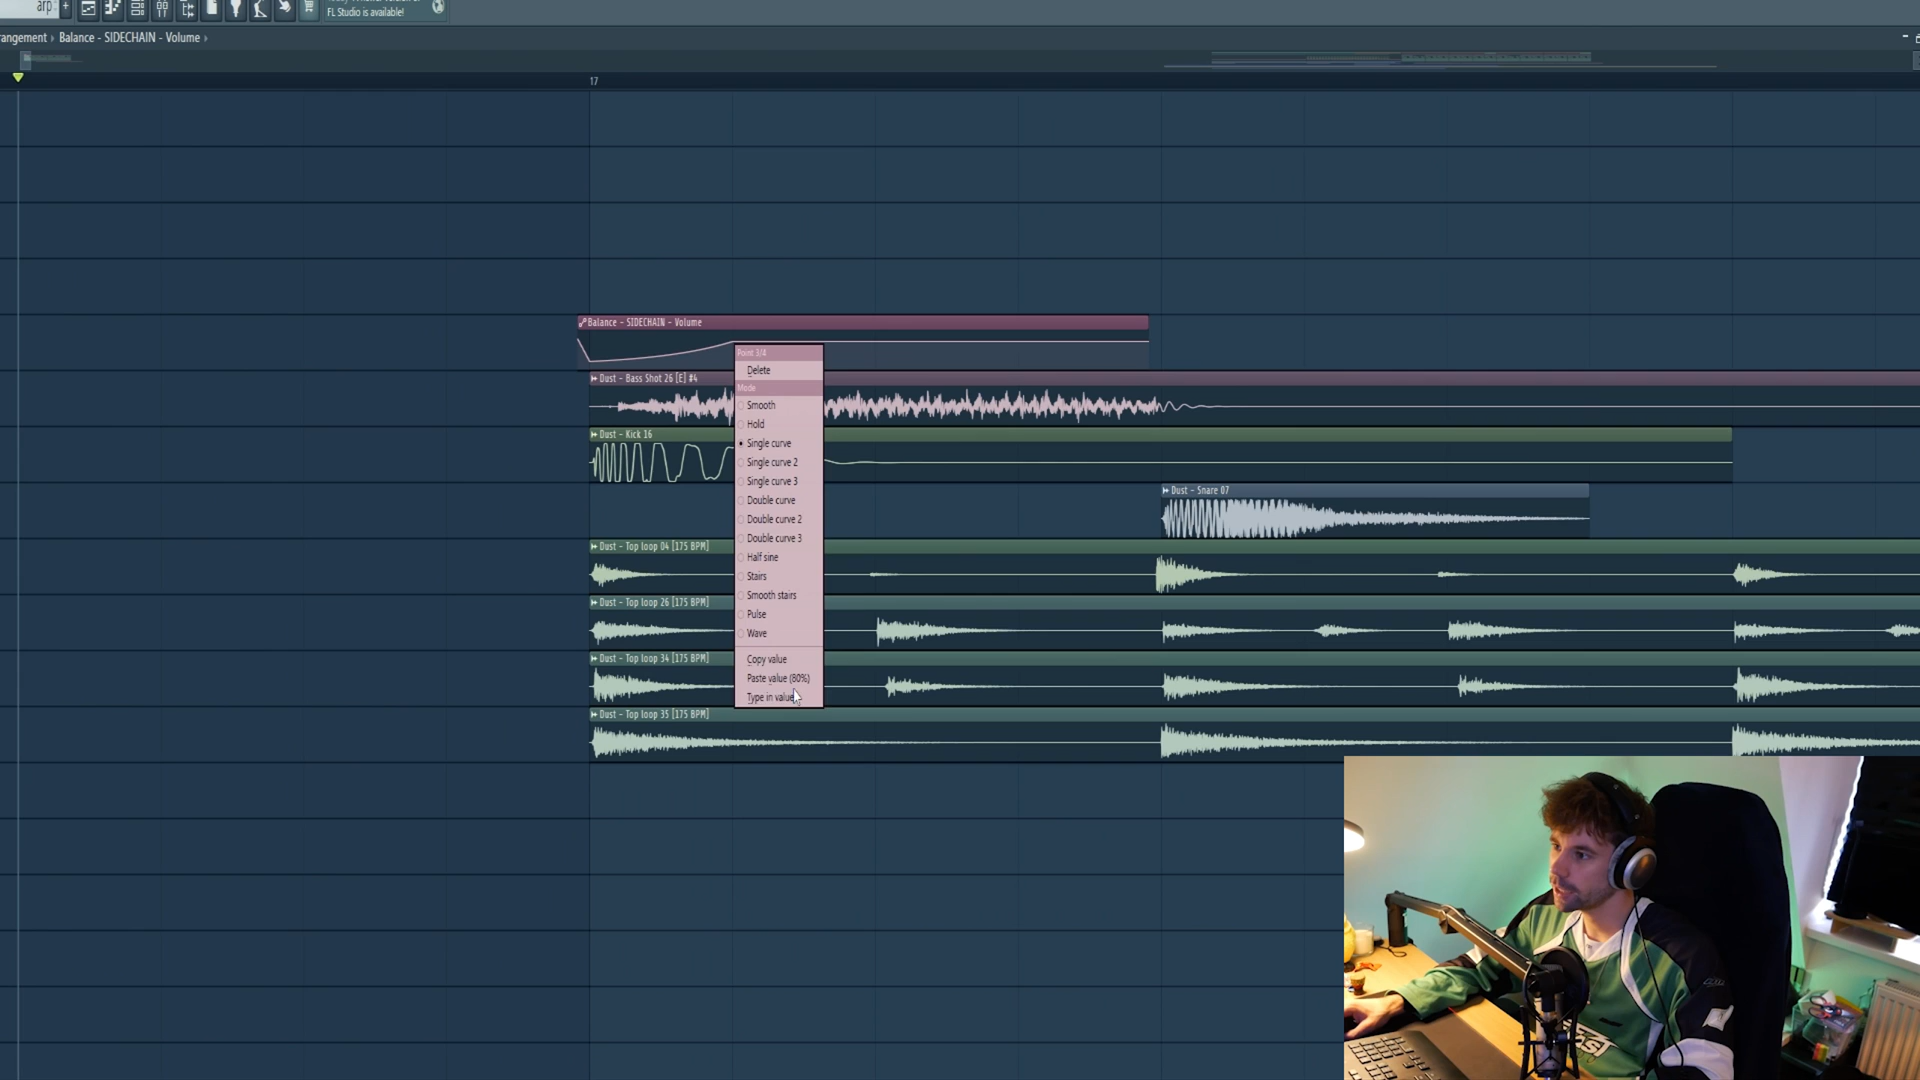 arp
FL Studio is available!
rangement › Balance - SIDECHAIN - Volume ›
17
Balance - SIDECHAIN - Volume
Point 3/4
Delete
Dust - Bass Shot 26 [E] #4
Mode
Smooth
Hold
Dust - Kick 16
Single curve
Single curve 2
Single curve 3
Dust - Snare 07
Double curve
Double curve 2
Double curve 3
Dust - Top loop 04 [175 BPM]
Half sine
Stairs
Smooth stairs
Dust - Top loop 26 [175 BPM]
Pulse
Wave
Dust - Top loop 34 [175 BPM]
Copy value
Paste value (80%)
Type in value
Dust - Top loop 35 [175 BPM]